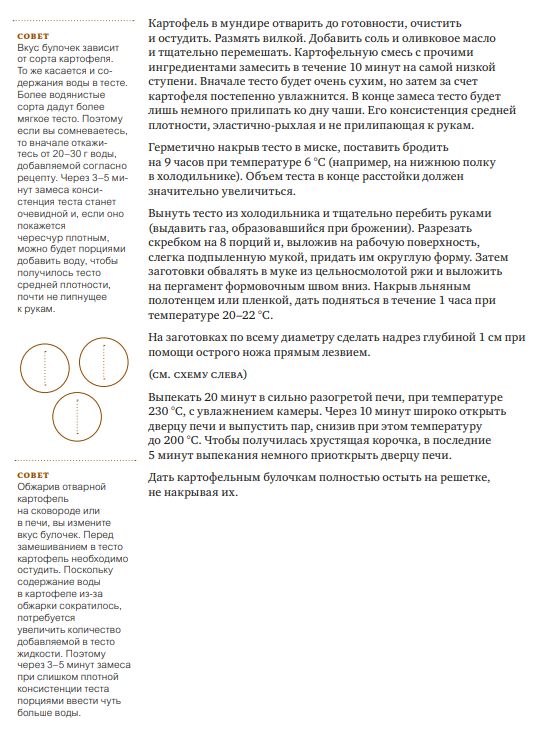 СОВЕТ
Вкус булочек зависит
от сорта картофеля.
То же касается и со-
держания воды в тесте.
Более водянистые
сорта дадут более
мягкое тесто. Поэтому
если вы сомневаетесь,
то вначале откажи-
тесь от 20–30 г воды,
добавляемой согласно
рецепту. Через 3–5 ми-
нут замеса конси-
стенция теста станет
очевидной и, если оно
покажется
чересчур плотным,
можно будет порциями
добавить воду, чтобы
получилось тесто
средней плотности,
почти не липнущее
к рукам.
СОВЕТ
Обжарив отварной
картофель
на сковороде или
в печи, вы измените
вкус булочек. Перед
замешиванием в тесто
картофель необходимо
остудить. Поскольку
содержание воды
в картофеле из-за
обжарки сократилось,
потребуется
увеличить количество
добавляемой в тесто
жидкости. Поэтому
через 3–5 минут замеса
при слишком плотной
консистенции теста
порциями ввести чуть
больше воды.
Картофель в мундире отварить до готовности, очистить
и остудить. Размять вилкой. Добавить соль и оливковое масло
и тщательно перемешать. Картофельную смесь с прочими
ингредиентами замесить в течение 10 минут на самой низкой
ступени. Вначале тесто будет очень сухим, но затем за счет
картофеля постепенно увлажнится. В конце замеса тесто будет
лишь немного прилипать ко дну чаши. Его консистенция средней
плотности, эластично-рыхлая и не прилипающая к рукам.
Герметично накрыв тесто в миске, поставить бродить
на 9 часов при температуре 6 °C (например, на нижнюю полку
в холодильнике). Объем теста в конце расстойки должен
значительно увеличиться.
Вынуть тесто из холодильника и тщательно перебить руками
(выдавить газ, образовавшийся при брожении). Разрезать
скребком на 8 порций и, выложив на рабочую поверхность,
слегка подпыленную мукой, придать им округлую форму. Затем
заготовки обвалять в муке из цельносмолотой ржи и выложить
на пергамент формовочным швом вниз. Накрыв льняным
полотенцем или пленкой, дать подняться в течение 1 часа при
температуре 20–22 °C.
На заготовках по всему диаметру сделать надрез глубиной 1 см при
помощи острого ножа прямым лезвием.
(СМ. СХЕМУ СЛЕВА)
Выпекать 20 минут в сильно разогретой печи, при температуре
230 °C, с увлажнением камеры. Через 10 минут широко открыть
дверцу печи и выпустить пар, снизив при этом температуру
до 200 °C. Чтобы получилась хрустящая корочка, в последние
5 минут выпекания немного приоткрыть дверцу печи.
Дать картофельным булочкам полностью остыть на решетке,
не накрывая их.